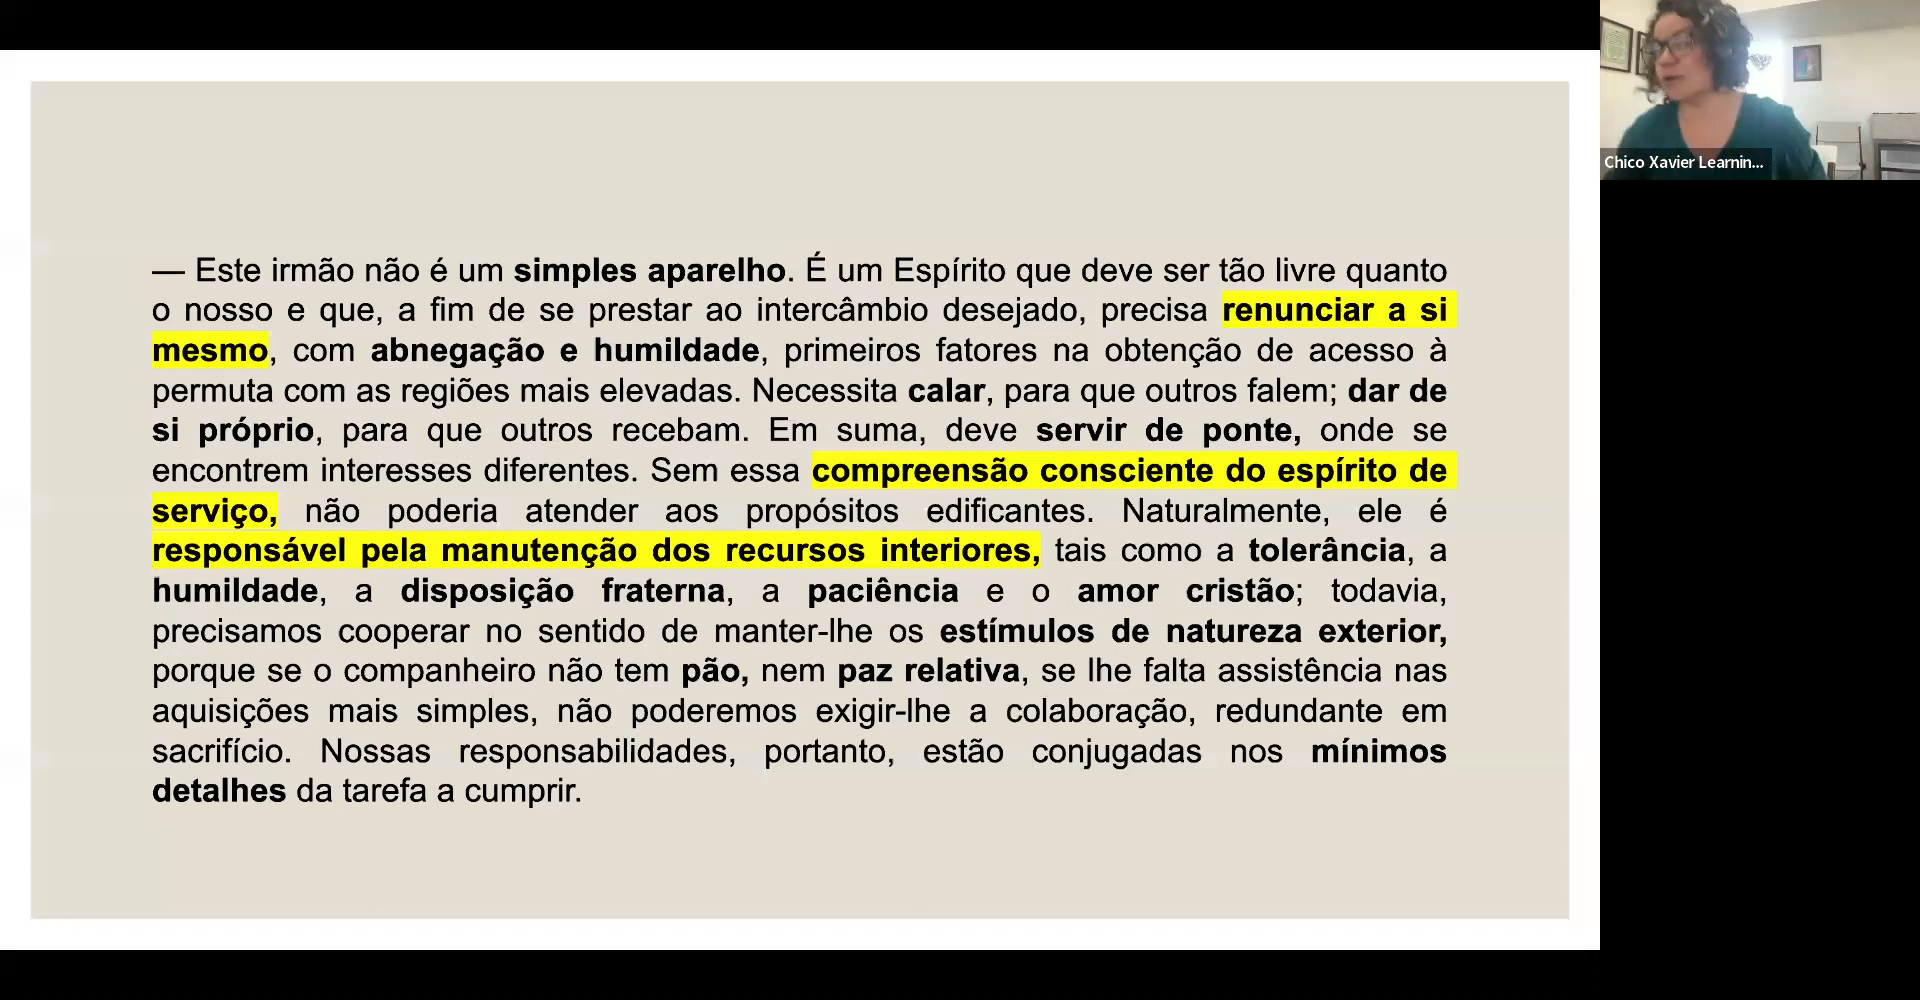 — Este irmão não é um simples aparelho. É um Espírito que deve ser tão livre quanto
o nosso e que, a fim de se prestar ao intercâmbio desejado, precisa renunciar a si
mesmo, com abnegação e humildade, primeiros fatores na obtenção de acesso à
permuta com as regiões mais elevadas. Necessita calar, para que outros falem; dar de
si próprio, para que outros recebam. Em suma, deve servir de ponte, onde se
encontrem interesses diferentes. Sem essa compreensão consciente do espírito de
serviço, não poderia atender aos propósitos edificantes. Naturalmente, ele é
responsável pela manutenção dos recursos interiores, tais como a tolerância, a
humildade, a disposição fraterna, a paciência e o amor cristão; todavia,
precisamos cooperar no sentido de manter-lhe os estímulos de natureza exterior,
porque se o companheiro não tem pão, nem paz relativa, se lhe falta assistência nas
aquisições mais simples, não poderemos exigir-lhe a colaboração, redundante em
sacrifício. Nossas responsabilidades, portanto, estão conjugadas nos mínimos
detalhes da tarefa a cumprir.
Chico Xavier Learnin...